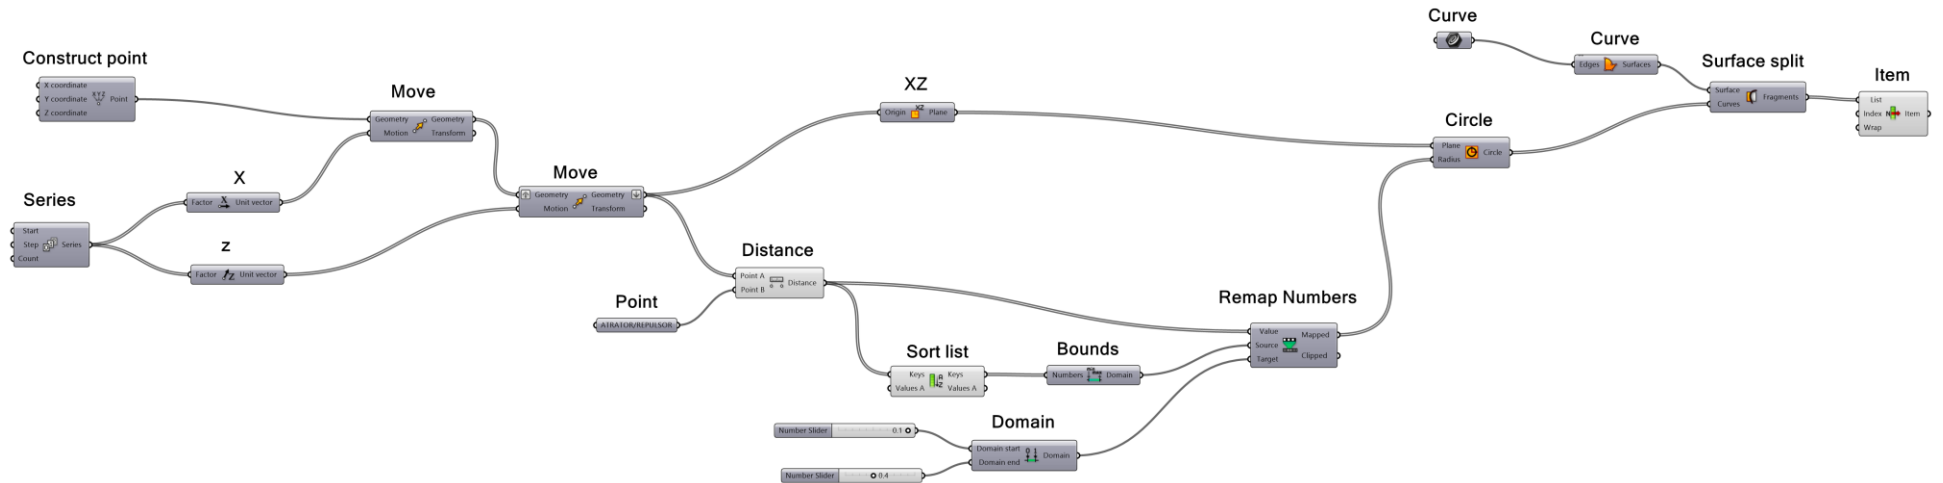 Construct point
X coordinate
Y coordinate
Z coordinate
XYZ
Point
Series
Start
Step
Count
Series
X
Factor
X
Unit vector
z
Factor
Z
Unit vector
Move
Geometry
Motion
Geometry
Transform
Move
Geometry
Motion
Geometry
Transform
XZ
Origin
XZ
Plane
Distance
Point A
Point B
Distance
Point
ATRATOR/REPULSOR
Sort list
Keys
Values A
A
Z
Keys
Values A
Bounds
Numbers
Domain
Number Slider
0.1
Number Slider
0.4
Domain
Domain start
Domain end
0 1
Domain
Remap Numbers
Value
Source
Target
Mapped
Clipped
Circle
Plane
Radius
Circle
Curve
Curve
Edges
Surfaces
Surface split
Surface
Curves
Fragments
Item
List
Index
Wrap
N
Item